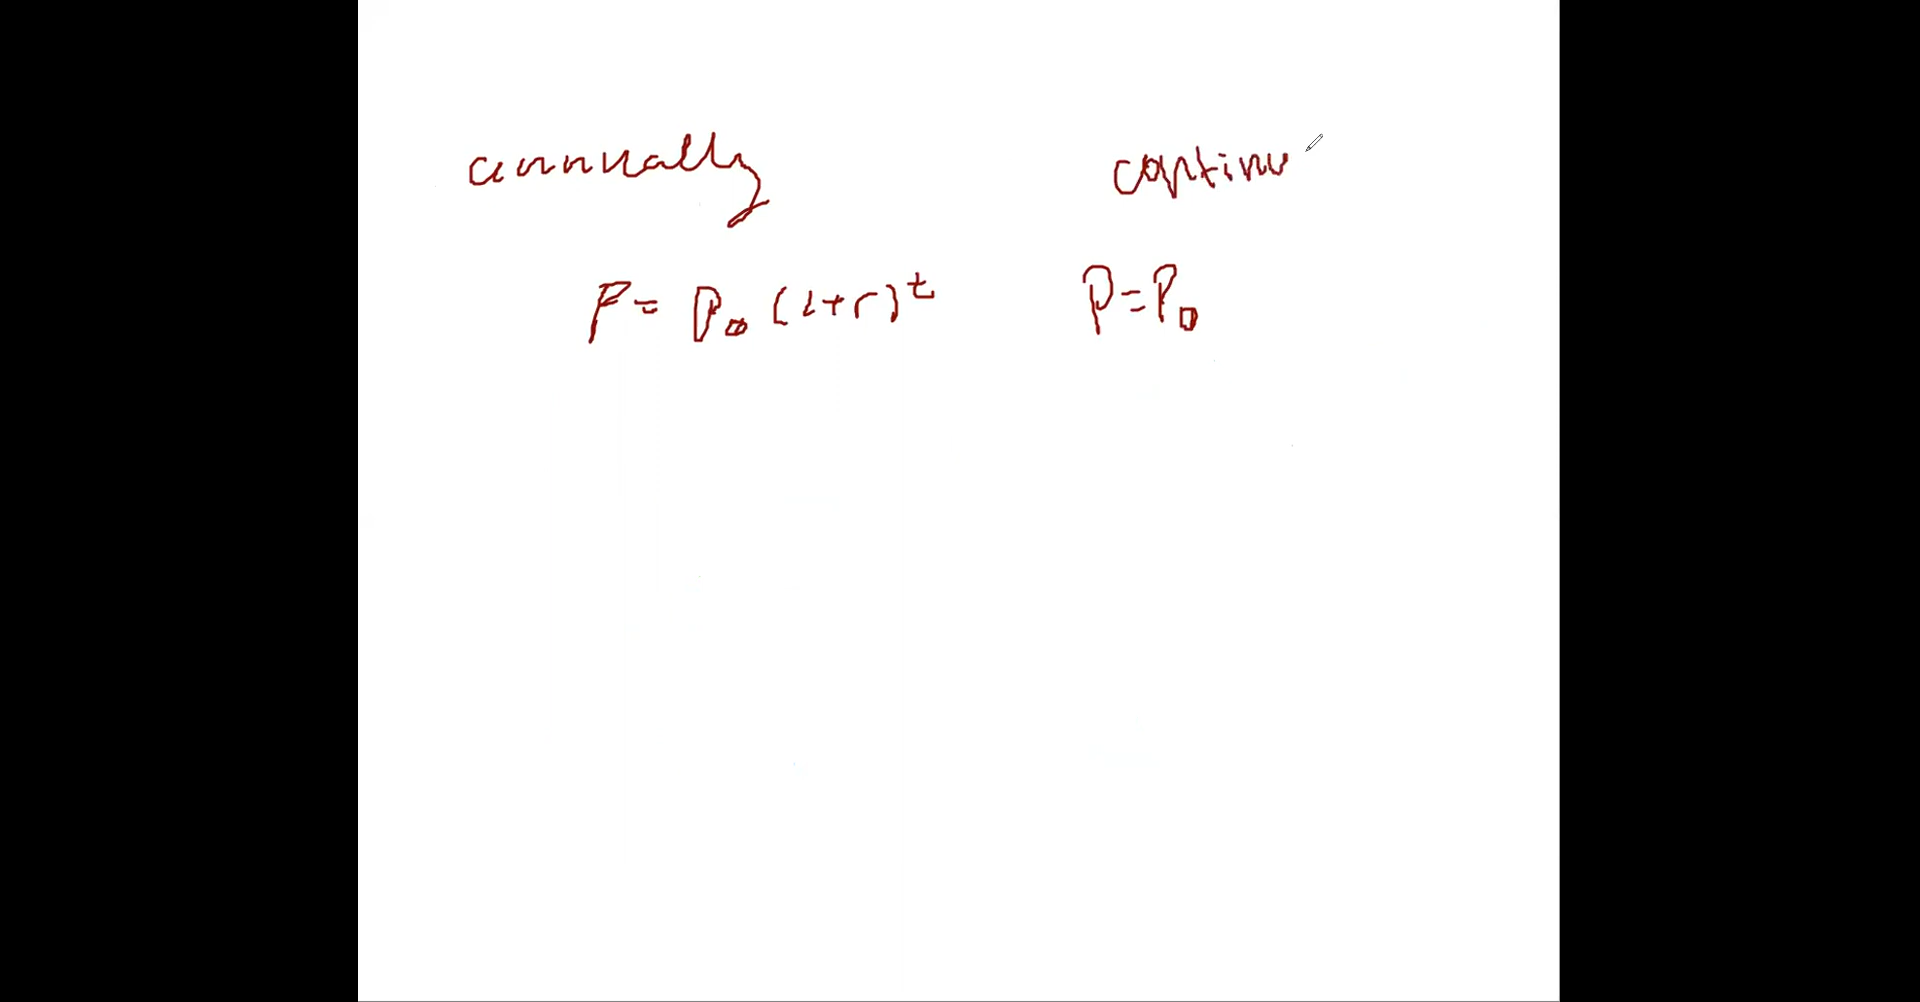 annually continu
P = P₀ (1+r)ᵗ P = P₀